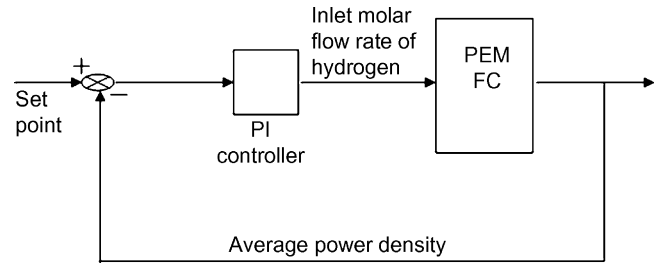 Inlet molar
flow rate of
hydrogen
PEM
FC
+
−
Set
point
PI
controller
Average power density